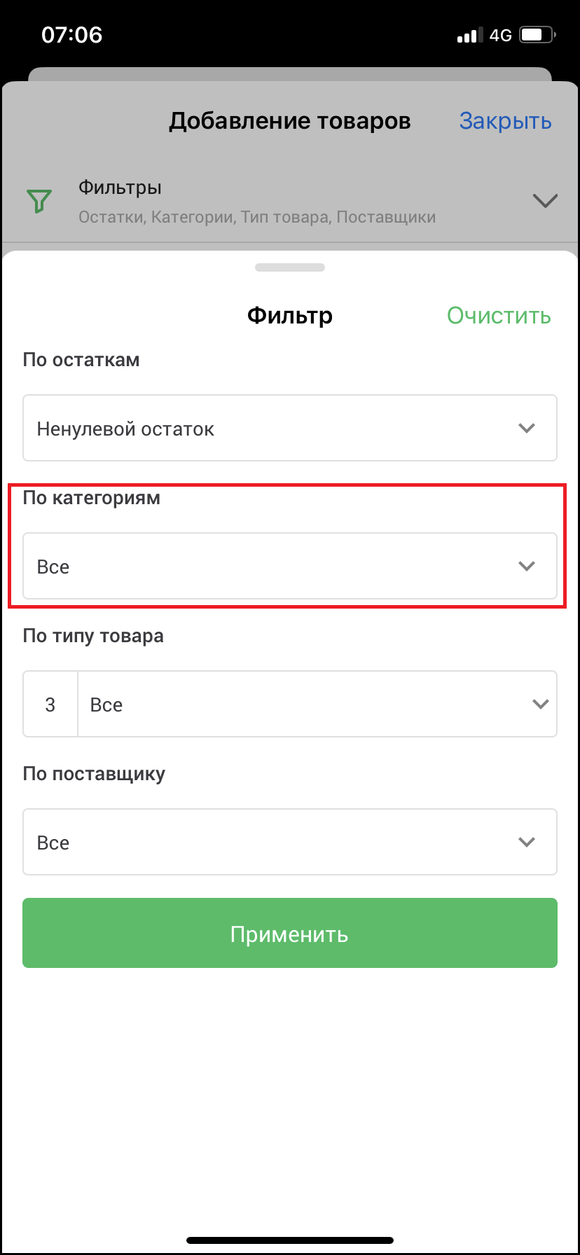 07:06
4G
Добавление товаров
Закрыть
Фильтры
Остатки, Категории, Тип товара, Поставщики
Фильтр
Очистить
По остаткам
Ненулевой остаток
По категориям
Все
По типу товара
3
Все
По поставщику
Все
Применить